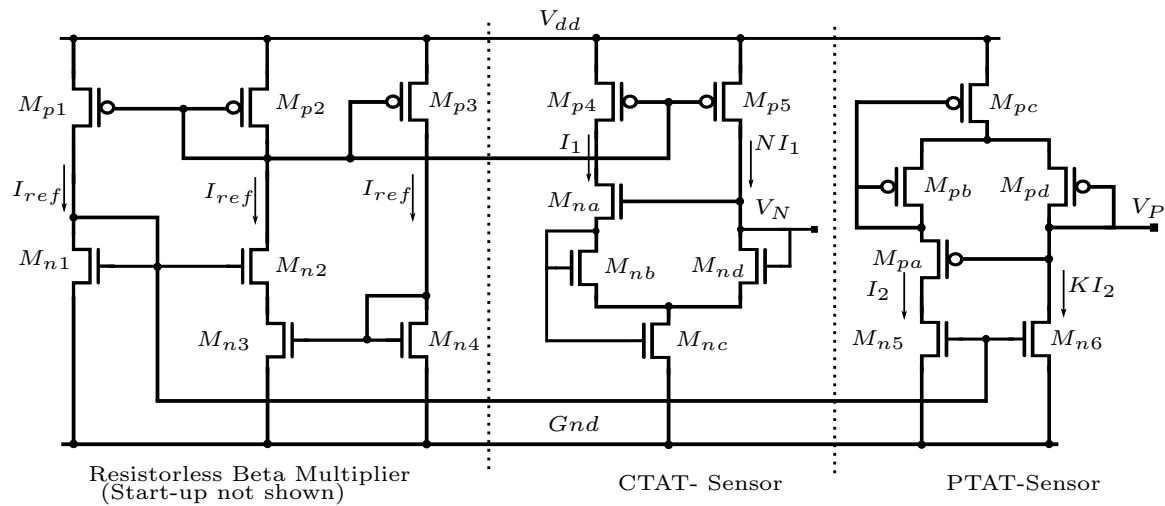 V_dd
M_p1
M_p2
M_p3
M_p4
M_p5
M_pc
I_1
NI_1
M_pb
M_pd
I_ref
I_ref
I_ref
M_na
V_N
V_P
M_n1
M_n2
M_nb
M_nd
M_pa
I_2
KI_2
M_n3
M_n4
M_nc
M_n5
M_n6
Gnd
Resistorless Beta Multiplier
(Start-up not shown)
CTAT- Sensor
PTAT-Sensor